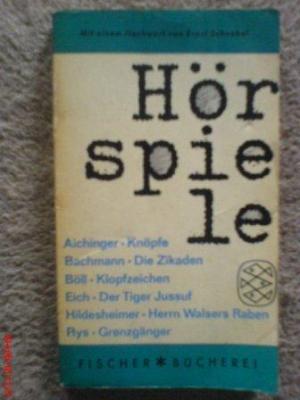 Mit einem Nachwort von Ernst Schnabel
Hör
spie
le
Aichinger · Knöpfe
Bachmann · Die Zikaden
Böll · Klopfzeichen
Eich · Der Tiger Jussuf
Hildesheimer · Herrn Walsers Raben
Rys · Grenzgänger
FISCHER * BÜCHEREI